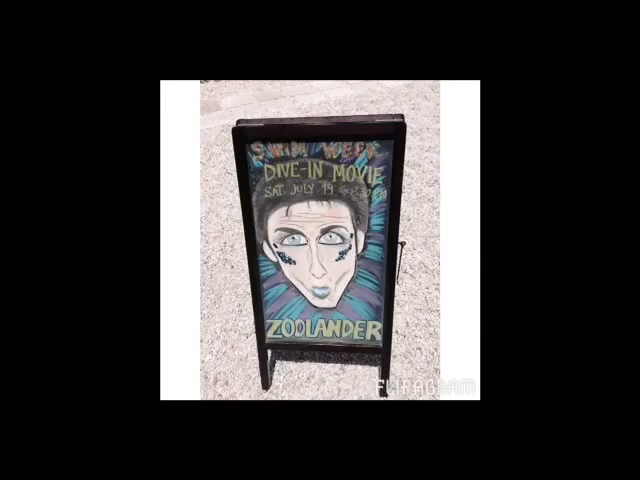 SWIM WEEK
DIVE-IN MOVIE
SAT JULY 19
ZOOLANDER
FLIPAGRAM